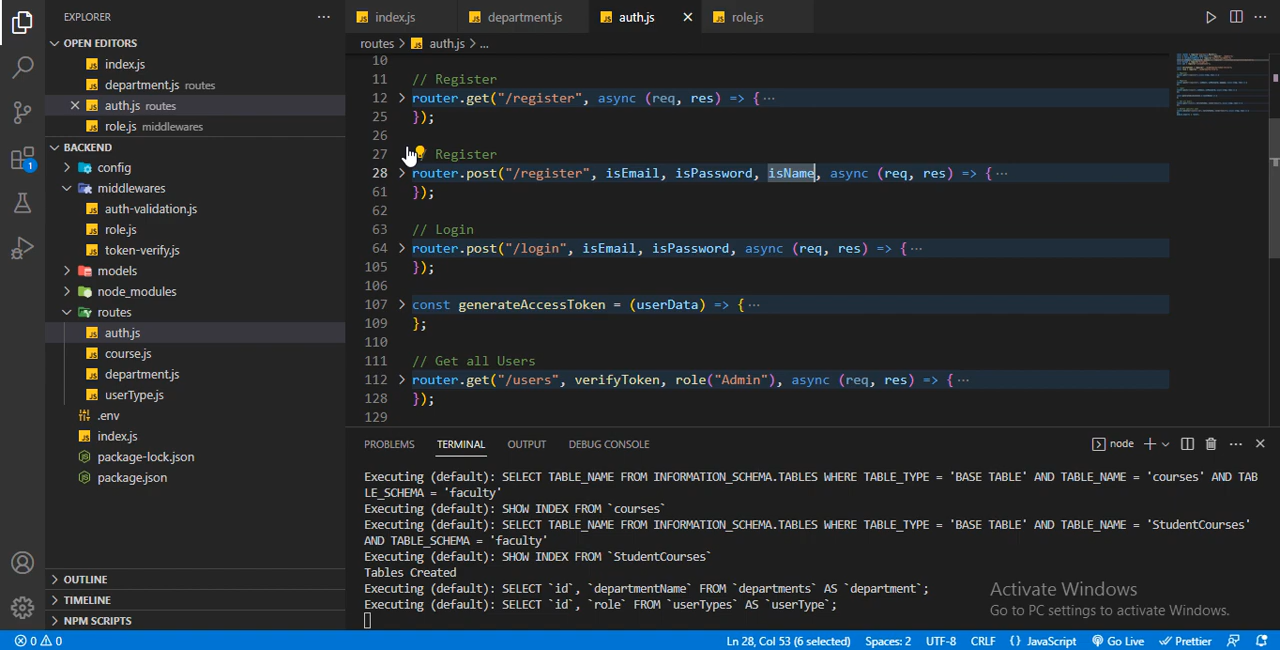 EXPLORER
OPEN EDITORS
index.js
department.js routes
auth.js routes
role.js middlewares
BACKEND
config
middlewares
auth-validation.js
role.js
token-verify.js
models
node_modules
routes
auth.js
course.js
department.js
userType.js
.env
index.js
package-lock.json
package.json
OUTLINE
TIMELINE
NPM SCRIPTS
index.js department.js auth.js role.js
routes > auth.js > ...
10
11 // Register
12 router.get("/register", async (req, res) => {···
25 });
26
27 Register
28 router.post("/register", isEmail, isPassword, isName, async (req, res) => {···
61 });
62
63 // Login
64 router.post("/login", isEmail, isPassword, async (req, res) => {···
105 });
106
107 const generateAccessToken = (userData) => {···
109 };
110
111 // Get all Users
112 router.get("/users", verifyToken, role("Admin"), async (req, res) => {···
128 });
129
PROBLEMS TERMINAL OUTPUT DEBUG CONSOLE node
Executing (default): SELECT TABLE_NAME FROM INFORMATION_SCHEMA.TABLES WHERE TABLE_TYPE = 'BASE TABLE' AND TABLE_NAME = 'courses' AND TAB
LE_SCHEMA = 'faculty'
Executing (default): SHOW INDEX FROM `courses`
Executing (default): SELECT TABLE_NAME FROM INFORMATION_SCHEMA.TABLES WHERE TABLE_TYPE = 'BASE TABLE' AND TABLE_NAME = 'StudentCourses'
AND TABLE_SCHEMA = 'faculty'
Executing (default): SHOW INDEX FROM `StudentCourses`
Tables Created
Executing (default): SELECT `id`, `departmentName` FROM `departments` AS `department`;
Executing (default): SELECT `id`, `role` FROM `userTypes` AS `userType`;
Activate Windows
Go to PC settings to activate Windows.
0 0 Ln 28, Col 53 (6 selected) Spaces: 2 UTF-8 CRLF {} JavaScript Go Live Prettier
1